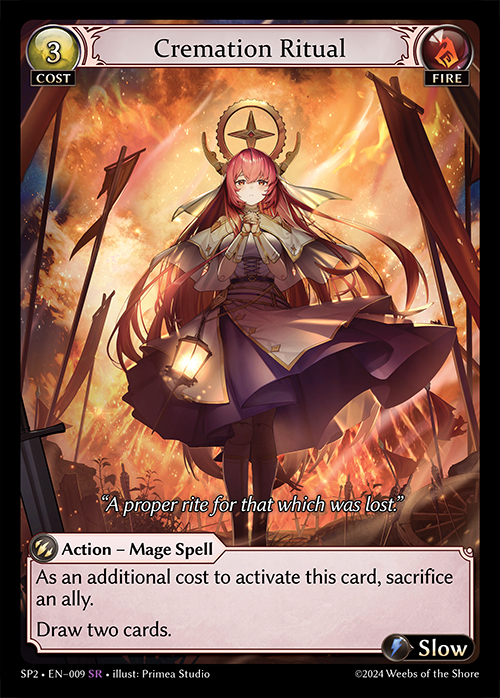 3
Cremation Ritual
COST
FIRE
“A proper rite for that which was lost.”
Action – Mage Spell
As an additional cost to activate this card, sacrifice
an ally.
Draw two cards.
Slow
SP2 • EN–009 SR • illust: Primea Studio
©2024 Weebs of the Shore